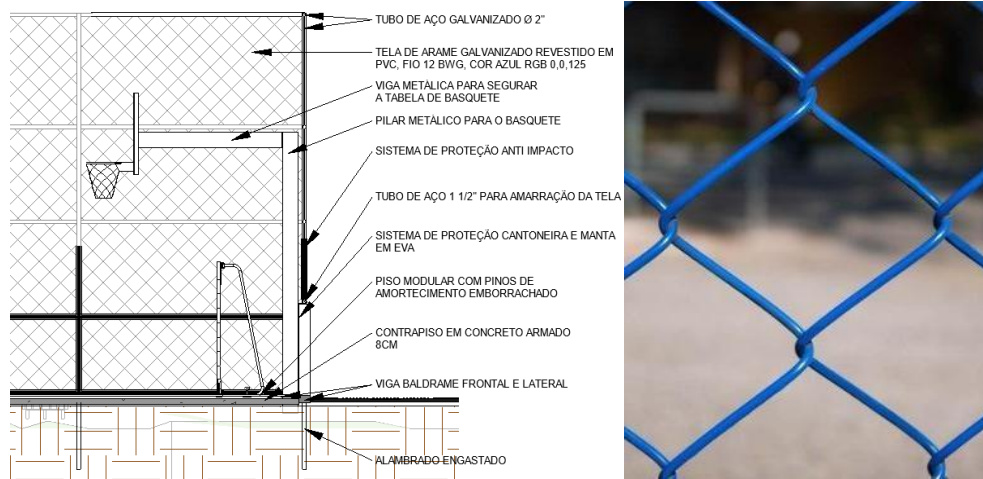 TUBO DE AÇO GALVANIZADO Ø 2"
TELA DE ARAME GALVANIZADO REVESTIDO EM
PVC, FIO 12 BWG, COR AZUL RGB 0,0,125
VIGA METÁLICA PARA SEGURAR
A TABELA DE BASQUETE
PILAR METÁLICO PARA O BASQUETE
SISTEMA DE PROTEÇÃO ANTI IMPACTO
TUBO DE AÇO 1 1/2" PARA AMARRAÇÃO DA TELA
SISTEMA DE PROTEÇÃO CANTONEIRA E MANTA
EM EVA
PISO MODULAR COM PINOS DE
AMORTECIMENTO EMBORRACHADO
CONTRAPISO EM CONCRETO ARMADO
8CM
VIGA BALDRAME FRONTAL E LATERAL
ALAMBRADO ENGASTADO